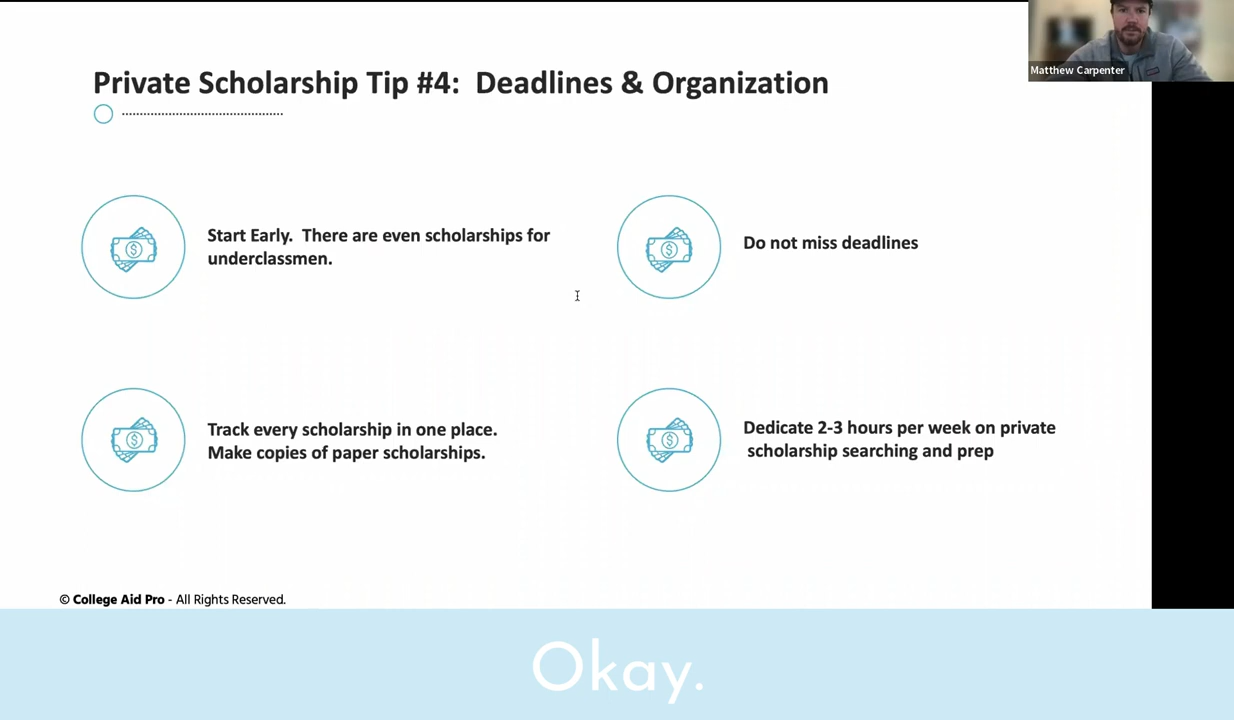 Private Scholarship Tip #4:  Deadlines & Organization
Matthew Carpenter
Start Early.  There are even scholarships for
underclassmen.
Do not miss deadlines
Track every scholarship in one place.
Make copies of paper scholarships.
Dedicate 2-3 hours per week on private
scholarship searching and prep
© College Aid Pro - All Rights Reserved.
Okay.